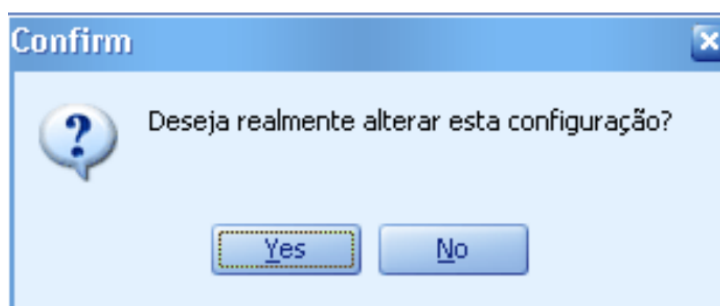 Confirm
Deseja realmente alterar esta configuração?
Yes No